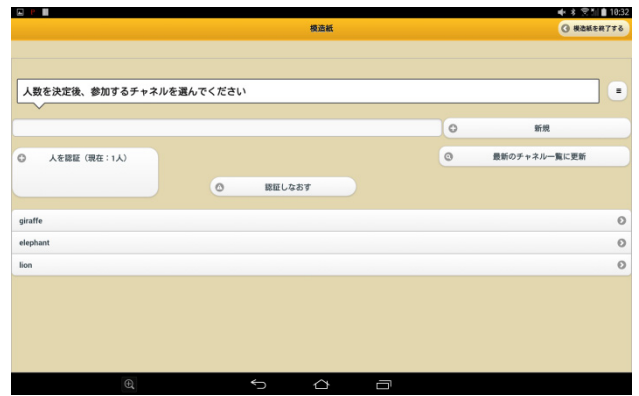 10:32
模造紙
模造紙を終了する
人数を決定後、参加するチャネルを選んでください
新規
人を認証（現在：1人）
最新のチャネル一覧に更新
認証しなおす
giraffe
elephant
lion